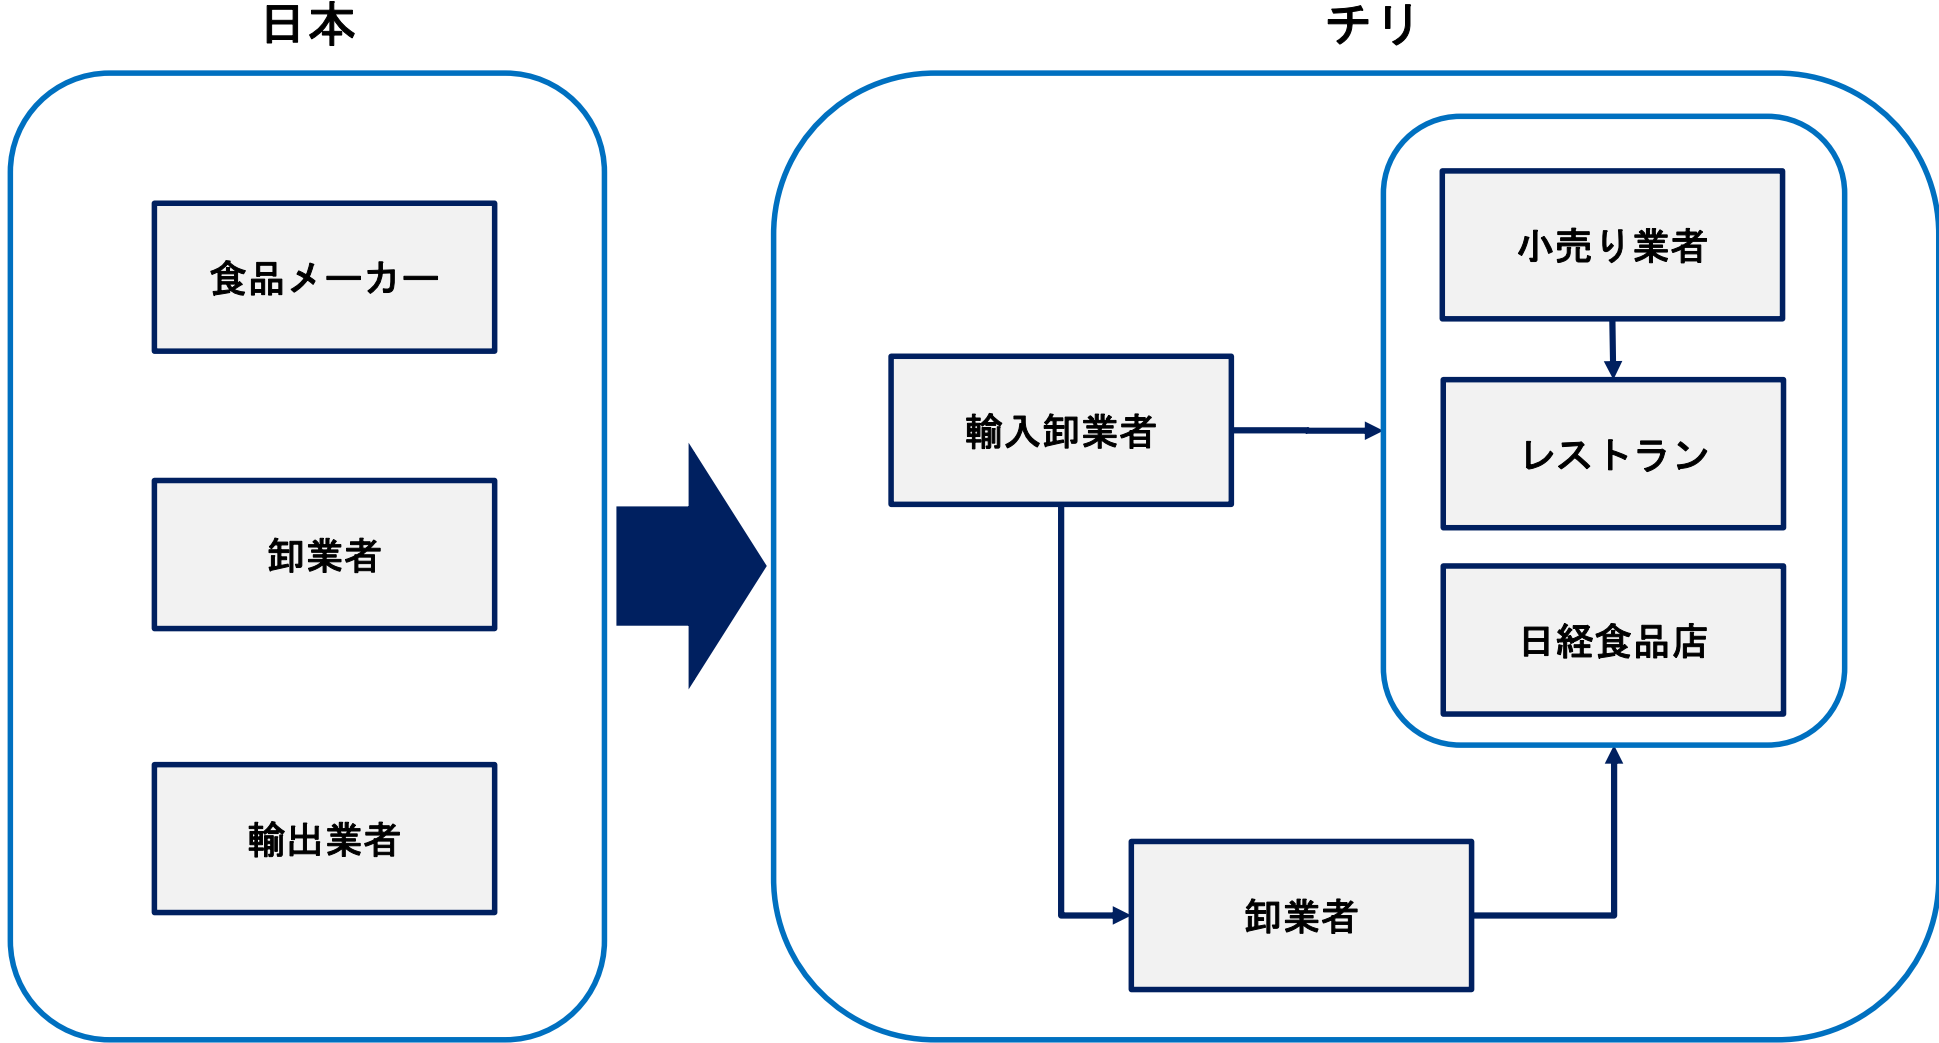 日本
チリ
食品メーカー
卸業者
輸出業者
輸入卸業者
小売り業者
レストラン
日経食品店
卸業者